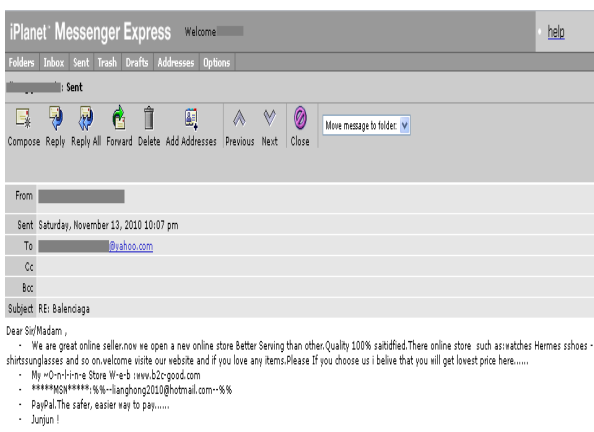 iPlanet™ Messenger Express Welcome
help
Folders Inbox Sent Trash Drafts Addresses Options
: Sent
Compose Reply Reply All Forward Delete Add Addresses Previous Next Close Move message to folder:
From
Sent Saturday, November 13, 2010 10:07 pm
To @yahoo.com
Cc
Bcc
Subject RE: Balenciaga
Dear Sir/Madam ,
- We are great online seller.now we open a new online store Better Serving than other.Quality 100% saitidfied.There online store such as:watches Hermes sshoes -
shirtssunglasses and so on.velcome visite our website and if you love any items.Please If you choose us i belive that you will get lowest price here......
- My wO-n-l-i-n-e Store W-e-b :www.b2c-good.com
- *****MSN*****:%%--lianghong2010@hotmail.com--%%
- PayPal.The safer, easier way to pay......
- Junjun !